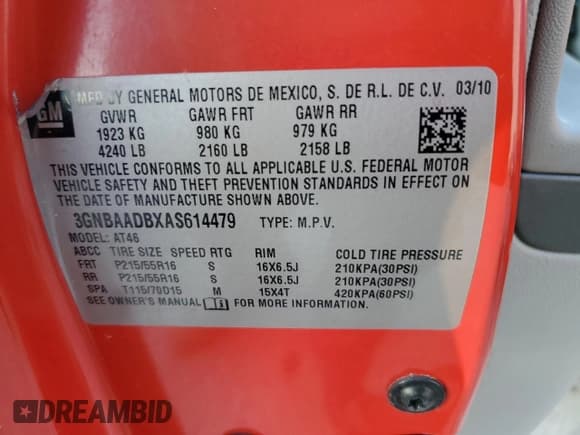 GM
MFD BY GENERAL MOTORS DE MEXICO, S. DE R.L. DE C.V. 03/10
GVWR GAWR FRT GAWR RR
1923 KG 980 KG 979 KG
4240 LB 2160 LB 2158 LB
THIS VEHICLE CONFORMS TO ALL APPLICABLE U.S. FEDERAL MOTOR
VEHICLE SAFETY AND THEFT PREVENTION STANDARDS IN EFFECT ON
THE DATE OF MANUFACTURE SHOWN ABOVE.
3GNBAADBXAS614479 TYPE: M.P.V.
MODEL: AT46
ABCC TIRE SIZE SPEED RTG RIM COLD TIRE PRESSURE
FRT P215/55R16 S 16X6.5J 210KPA(30PSI)
RR P215/55R16 S 16X6.5J 210KPA(30PSI)
SPA T115/70D15 M 15X4T 420KPA(60PSI)
SEE OWNER'S MANUAL FOR MORE INFORMATION.
DREAMBID